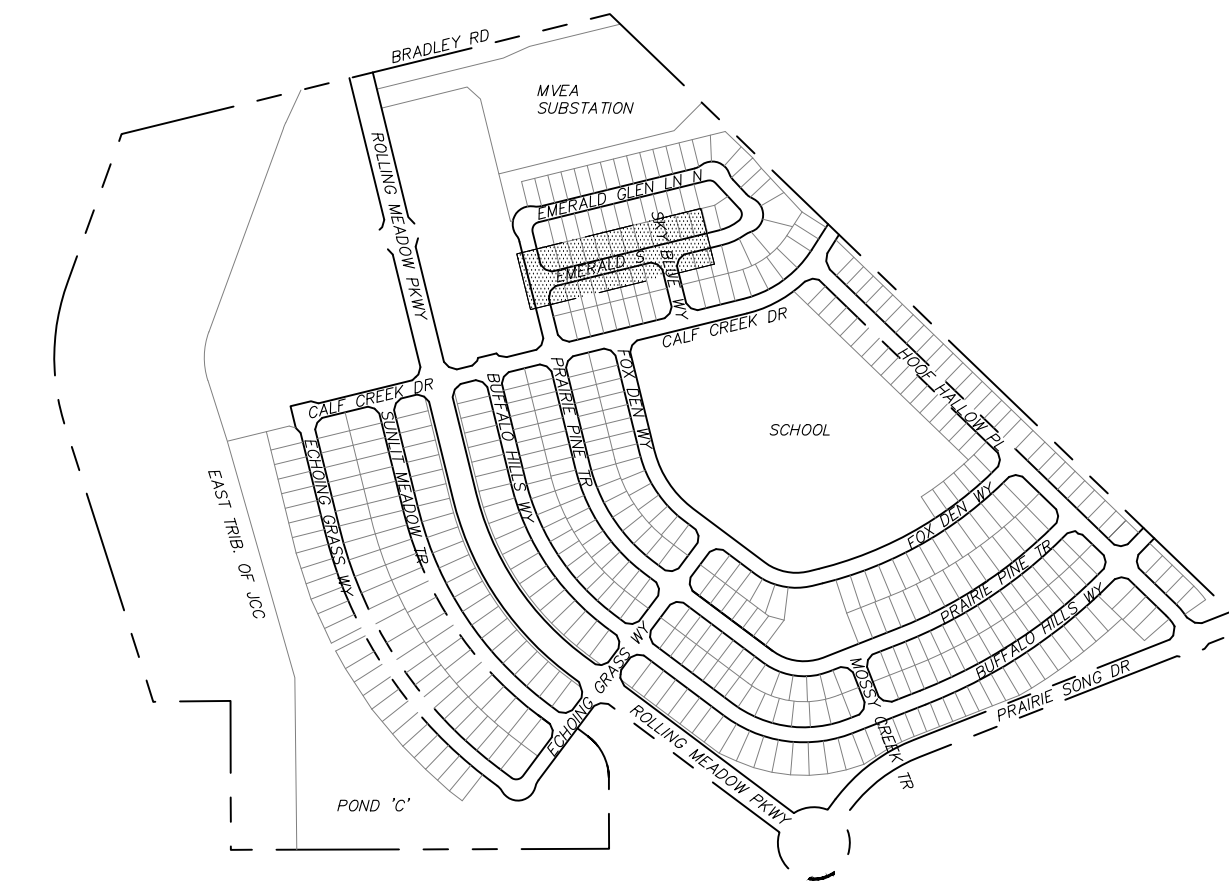 BRADLEY RD
MVEA
SUBSTATION
ROLLING MEADOW PKWY
EMERALD GLEN LN N
SKY BLUE WY
EMERALD S
CALF CREEK DR
CALF CREEK DR
HOOF HALLOW PL
SCHOOL
ECHOING GRASS WY
SUNLIT MEADOW TR
BUFFALO HILLS WY
PRAIRIE PINE TR
FOX DEN WY
EAST TRIB. OF JCC
FOX DEN WY
PRAIRIE PINE TR
BUFFALO HILLS WY
ECHOING GRASS WY
MOSSY CREEK TR
PRAIRIE SONG DR
ROLLING MEADOW PKWY
POND 'C'